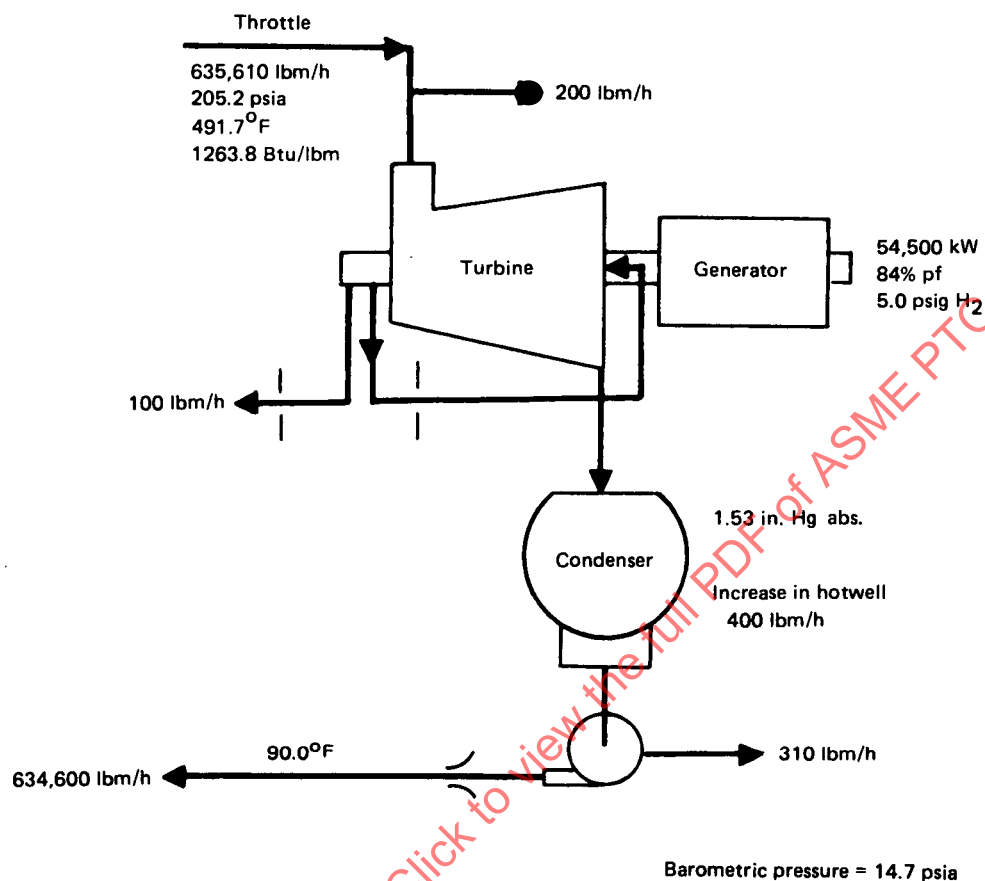 Throttle
635,610 lbm/h
205.2 psia
491.7°F
1263.8 Btu/lbm
200 lbm/h
Turbine
Generator
54,500 kW
84% pf
5.0 psig H2
100 lbm/h
Condenser
1.53 in. Hg abs.
Increase in hotwell
400 lbm/h
90.0°F
634,600 lbm/h
310 lbm/h
Barometric pressure = 14.7 psia
Click to view the full PDF of ASME PTC